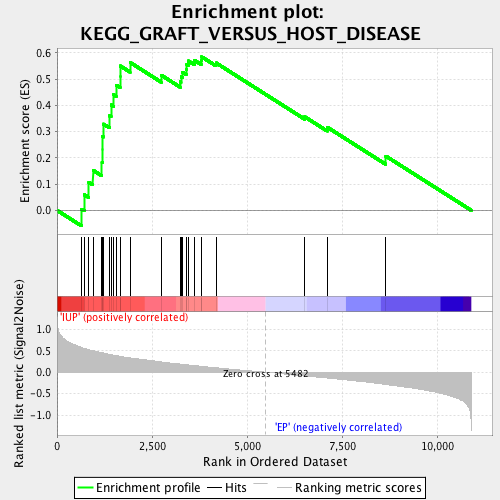 Enrichment plot:
KEGG_GRAFT_VERSUS_HOST_DISEASE
Enrichment score (ES)
0.6
0.5
0.4
0.3
0.2
0.1
0.0
'IUP' (positively correlated)
Ranked list metric (Signal2Noise)
1.0
0.5
0.0
-0.5
-1.0
Zero cross at 5482
'EP' (negatively correlated)
0
2,500
5,000
7,500
10,000
Rank in Ordered Dataset
Enrichment profile
Hits
Ranking metric scores